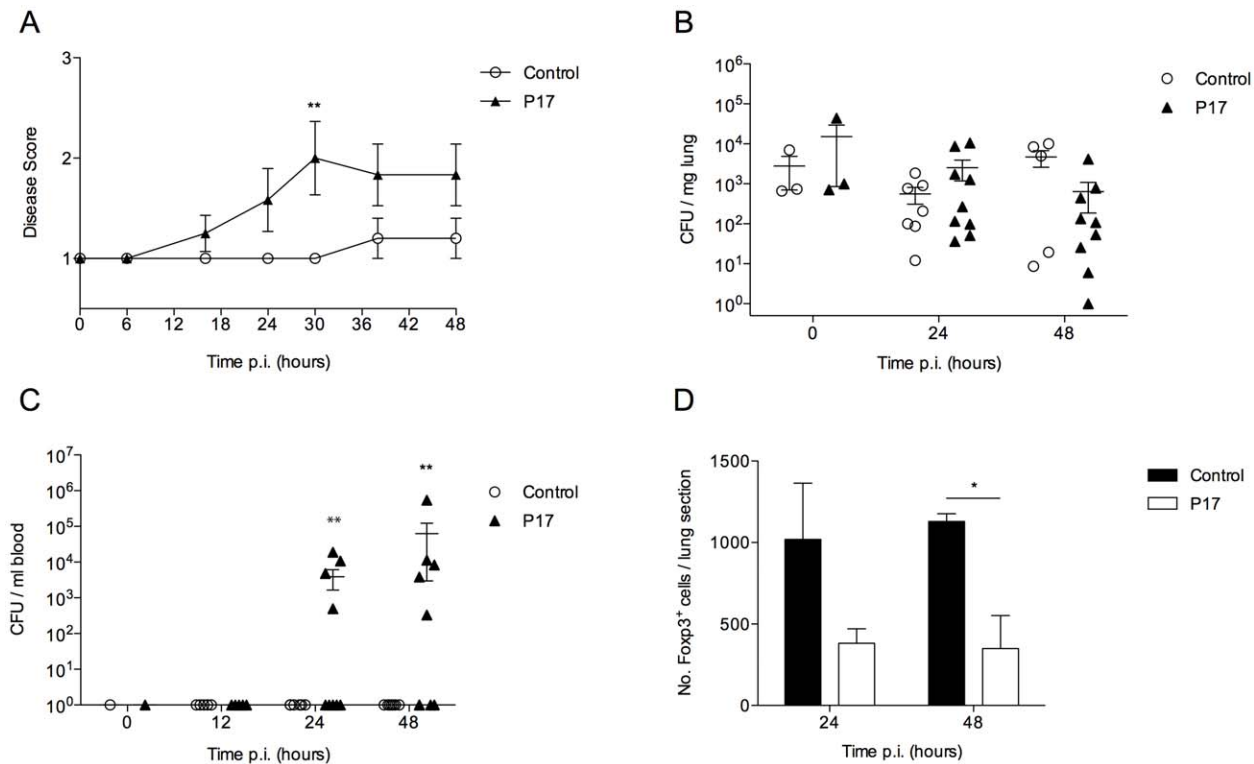 A
3
2
1
Disease Score
**
Control
P17
0 6 12 18 24 30 36 42 48
Time p.i. (hours)
B
10⁶
10⁵
10⁴
10³
10²
10¹
10⁰
CFU / mg lung
Control
P17
0 24 48
Time p.i. (hours)
C
10⁷
10⁶
10⁵
10⁴
10³
10²
10¹
10⁰
CFU / ml blood
**
**
Control
P17
0 12 24 48
Time p.i. (hours)
D
1500
1000
500
0
No. Foxp3⁺ cells / lung section
*
Control
P17
24 48
Time p.i. (hours)